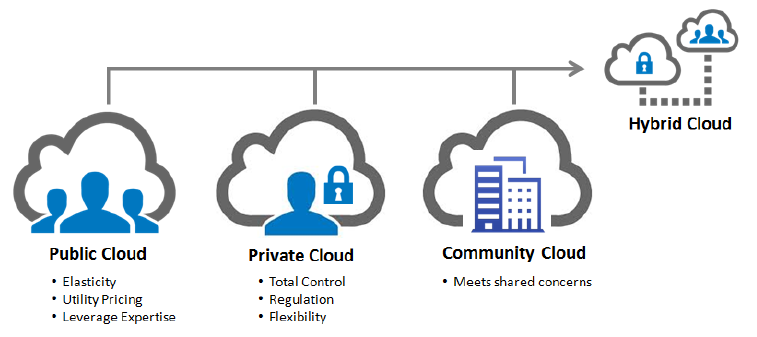 Hybrid Cloud
Public Cloud
• Elasticity
• Utility Pricing
• Leverage Expertise
Private Cloud
• Total Control
• Regulation
• Flexibility
Community Cloud
• Meets shared concerns